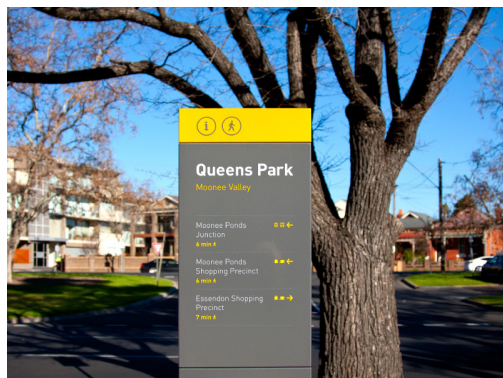 i
Queens Park
Moonee Valley
Moonee Ponds
Junction
6 min
Moonee Ponds
Shopping Precinct
6 min
Essendon Shopping
Precinct
7 min